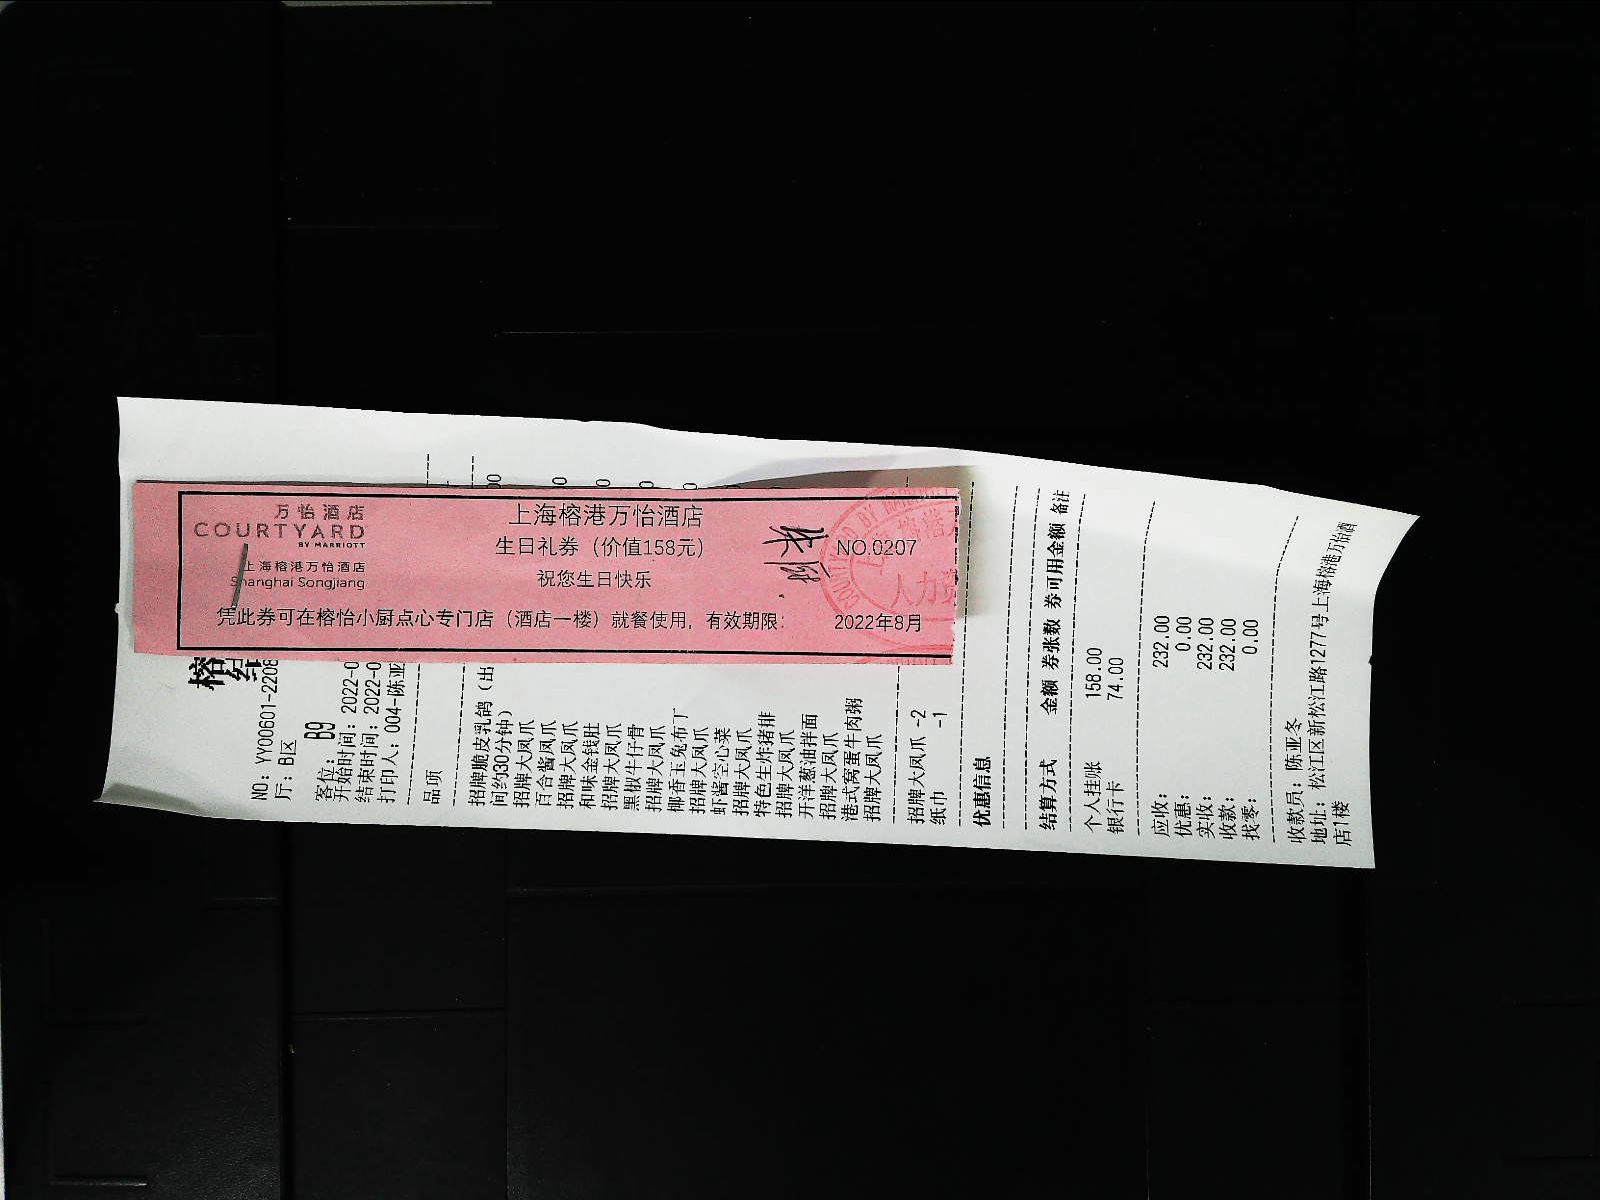 万怡酒店
COURTYARD
BY MARRIOTT
上海榕港万怡酒店
Shanghai Songjiang
上海榕港万怡酒店
生日礼券（价值158元）
祝您生日快乐
NO.0207
凭此券可在榕怡小厨点心专门店（酒店一楼）就餐使用，有效期限：
2022年8月
人力资
榕
NO: YY00601-2208
厅: B区
客位: B9
开始时间: 2022-0
结束时间: 2022-0
打印人: 004-陈亚
品项
招牌脆皮乳鸽（出
间约30分钟）
招牌大凤爪
百合酱凤爪
招牌大凤爪
和味金钱肚
招牌大凤爪
黑椒牛仔骨
招牌大凤爪
椰香玉兔布丁
招牌大凤爪
虾酱空心菜
招牌大凤爪
特色生炸猪排
招牌大凤爪
开洋葱油拌面
招牌大凤爪
港式窝蛋牛肉粥
招牌大凤爪
招牌大凤爪 -2
纸巾 -1
优惠信息
结算方式 金额 券张数 券可用金额 备注
个人挂账 158.00
银行卡 74.00
应收: 232.00
优惠: 0.00
实收: 232.00
收款: 232.00
找零: 0.00
收款员: 陈亚冬
地址: 松江区新松江路1277号上海榕港万怡酒
店1楼